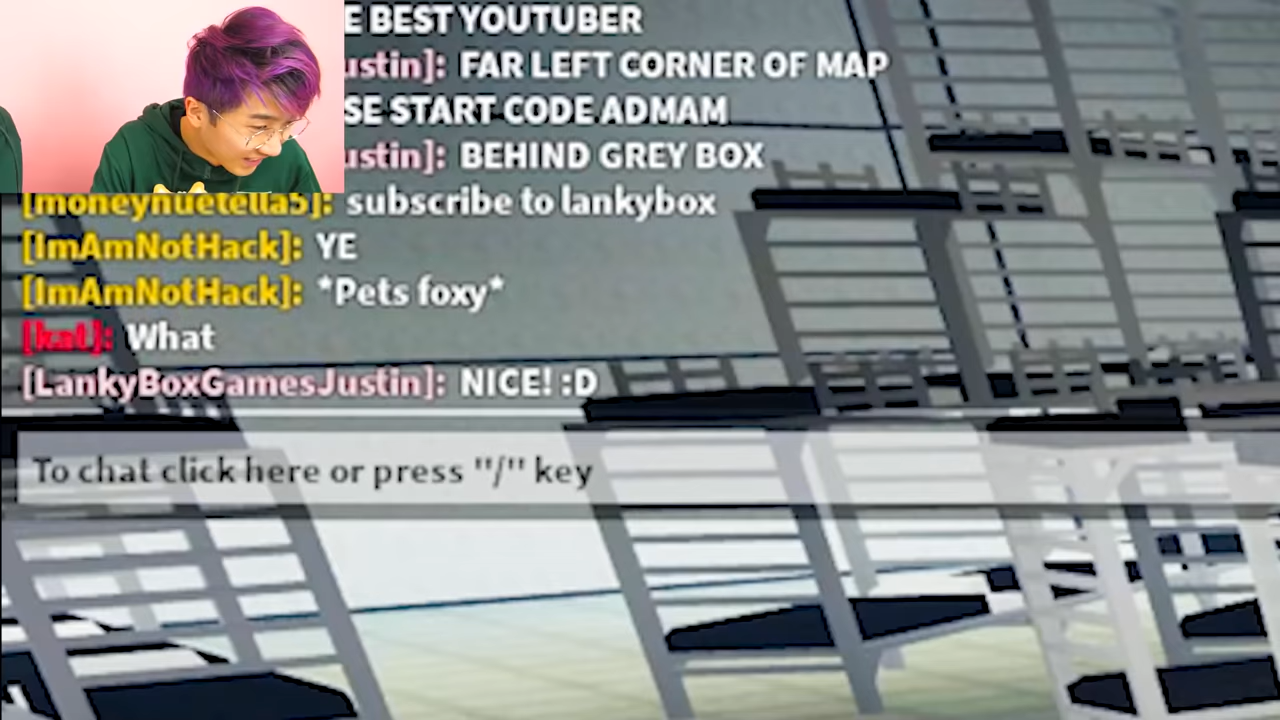 E BEST YOUTUBER
ustin]: FAR LEFT CORNER OF MAP
SE START CODE ADMAM
ustin]: BEHIND GREY BOX
[moneynuetella5]: subscribe to lankybox
[ImAmNotHack]: YE
[ImAmNotHack]: *Pets foxy*
[kat]: What
[LankyBoxGamesJustin]: NICE! :D
To chat click here or press "/" key